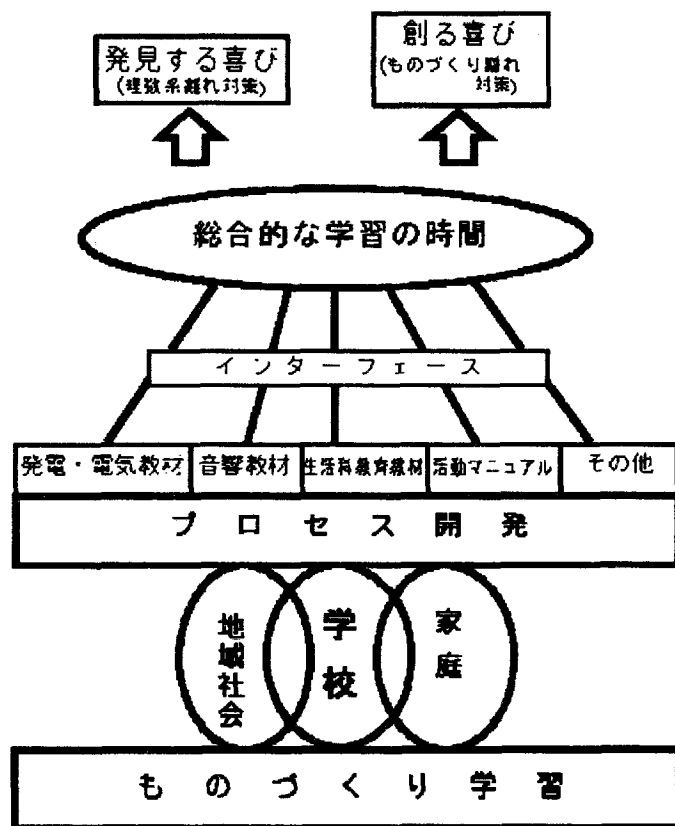 発見する喜び
(理数系離れ対策)
創る喜び
(ものづくり離れ
対策)
総合的な学習の時間
インターフェース
発電・電気教材
音響教材
生活科教育教材
活動マニュアル
その他
プロセス開発
地域社会
学校
家庭
ものづくり学習